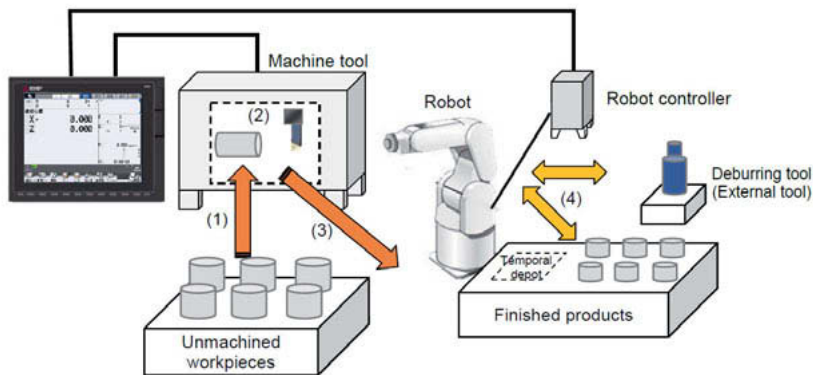 Machine tool
X-
0.000
Z
0.000
(2)
Robot
Robot controller
(1)
(3)
(4)
Deburring tool
(External tool)
Temporal
depot
Unmachined
workpieces
Finished products